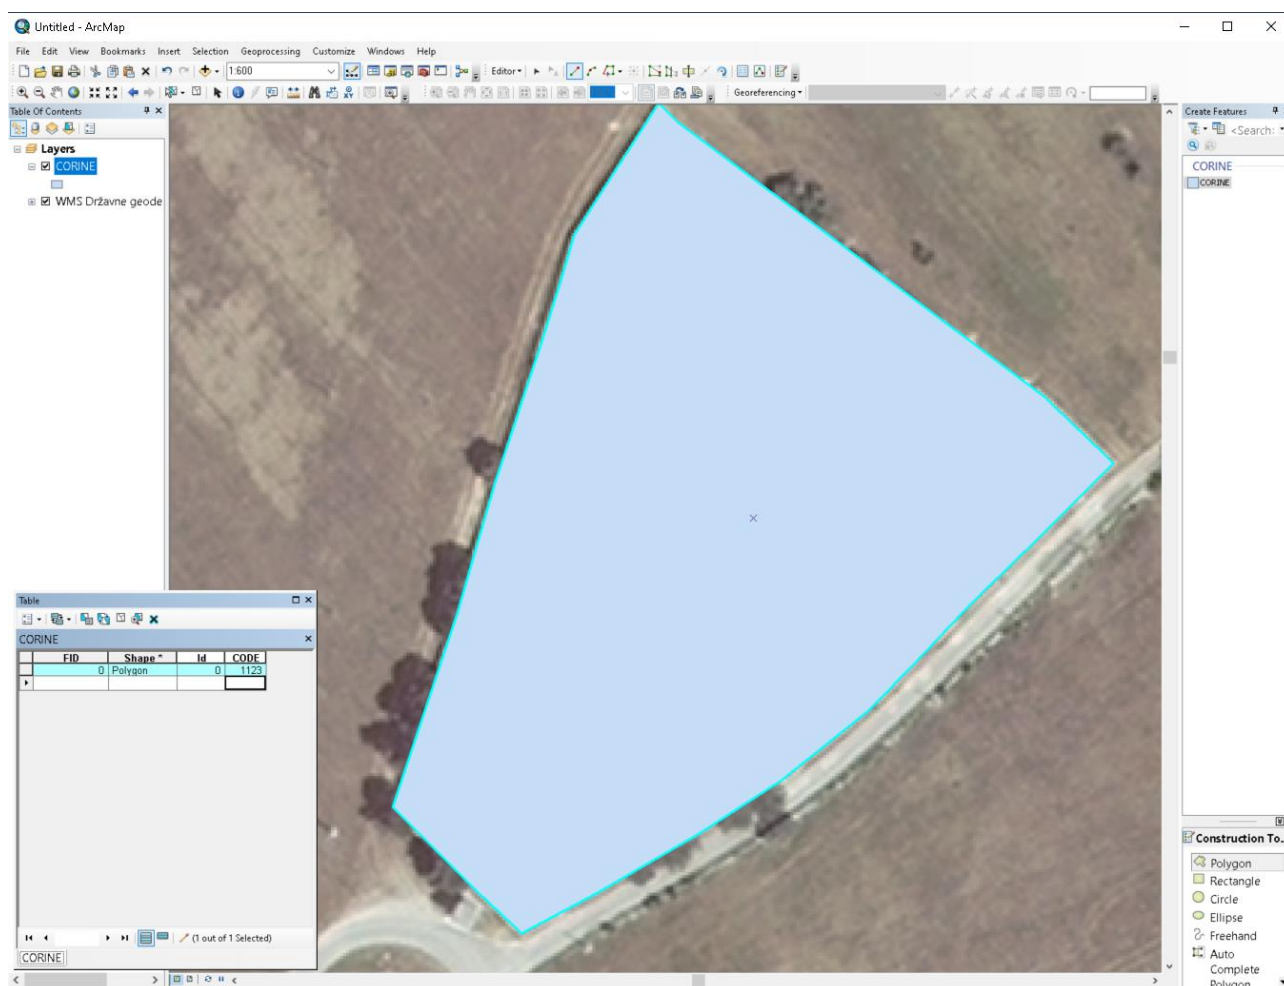 Untitled - ArcMap
File Edit View Bookmarks Insert Selection Geoprocessing Customize Windows Help
1:600
Editor
Georeferencing
Table Of Contents
Layers
CORINE
WMS Državne geode
Create Features
<Search:
CORINE
CORINE
Table
CORINE
FID Shape * Id CODE
0 Polygon 0 1123
(1 out of 1 Selected)
CORINE
Construction To..
Polygon
Rectangle
Circle
Ellipse
Freehand
Auto
Complete
Polygon